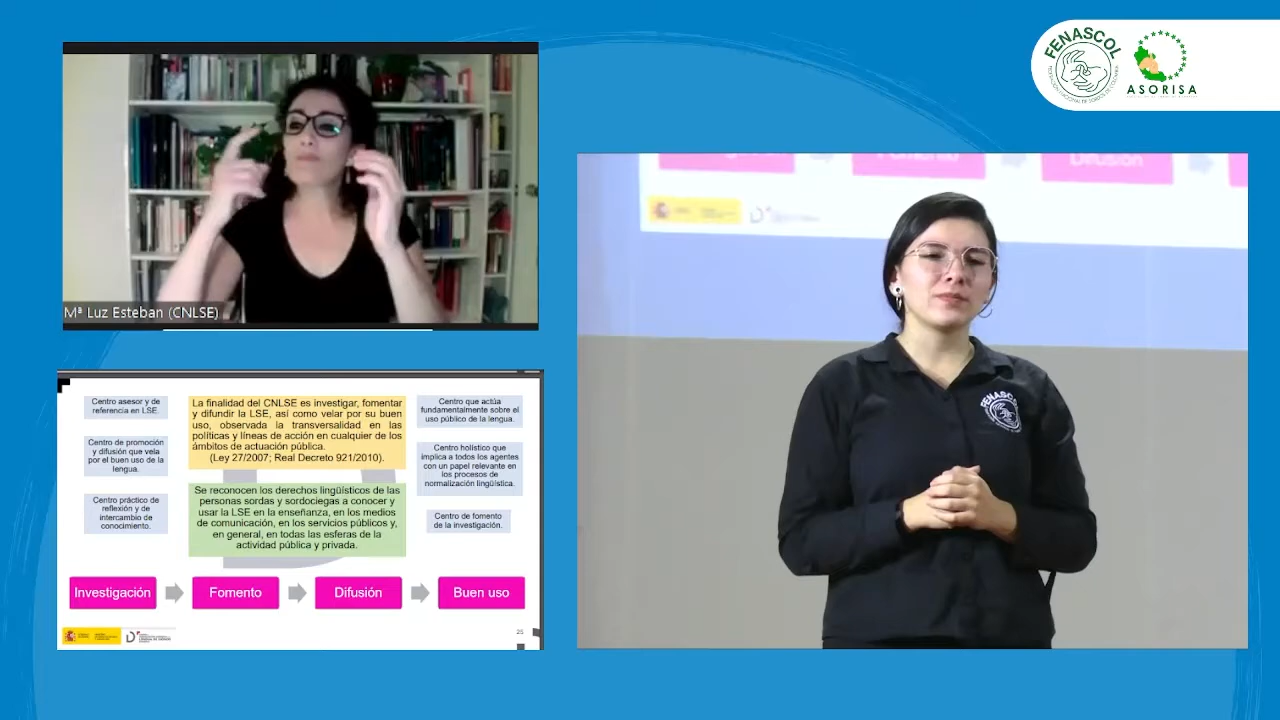 FENASCOL
ASORISA
Fomento
Difusión
Mª Luz Esteban (CNLSE)
FENASCOL
Centro asesor y de
referencia en LSE.
Centro de promoción
y difusión que vela
por el buen uso de la
lengua.
Centro práctico de
reflexión y de
intercambio de
conocimiento.
La finalidad del CNLSE es investigar, fomentar
y difundir la LSE, así como velar por su buen
uso, observada la transversalidad en las
políticas y líneas de acción en cualquier de los
ámbitos de actuación pública.
(Ley 27/2007; Real Decreto 921/2010).
Se reconocen los derechos lingüísticos de las
personas sordas y sordociegas a conocer y
usar la LSE en la enseñanza, en los medios
de comunicación, en los servicios públicos y,
en general, en todas las esferas de la
actividad pública y privada.
Centro que actúa
fundamentalmente sobre el
uso público de la lengua.
Centro holístico que
implica a todos los agentes
con un papel relevante en
los procesos de
normalización lingüística.
Centro de fomento
de la investigación.
Investigación
Fomento
Difusión
Buen uso
25